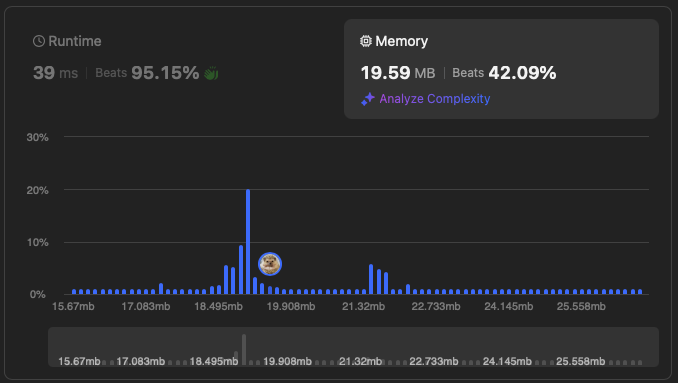 Runtime
39 ms | Beats 95.15%
Memory
19.59 MB | Beats 42.09%
Analyze Complexity
30%
20%
10%
0%
15.67mb 17.083mb 18.495mb 19.908mb 21.32mb 22.733mb 24.145mb 25.558mb
15.67mb 17.083mb 18.495mb 19.908mb 21.32mb 22.733mb 24.145mb 25.558mb